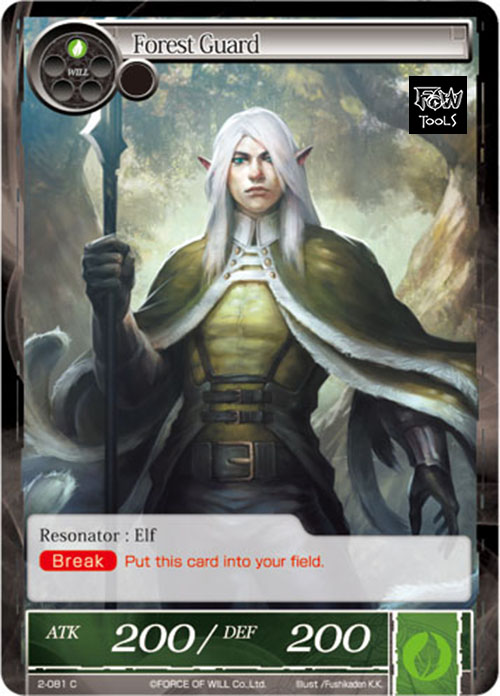 Forest Guard
WILL
FOW
TOOLS
Resonator : Elf
Break Put this card into your field.
ATK 200 / DEF 200
2-081 C ©FORCE OF WILL Co.,Ltd. Illust /Fushkadan K.K.